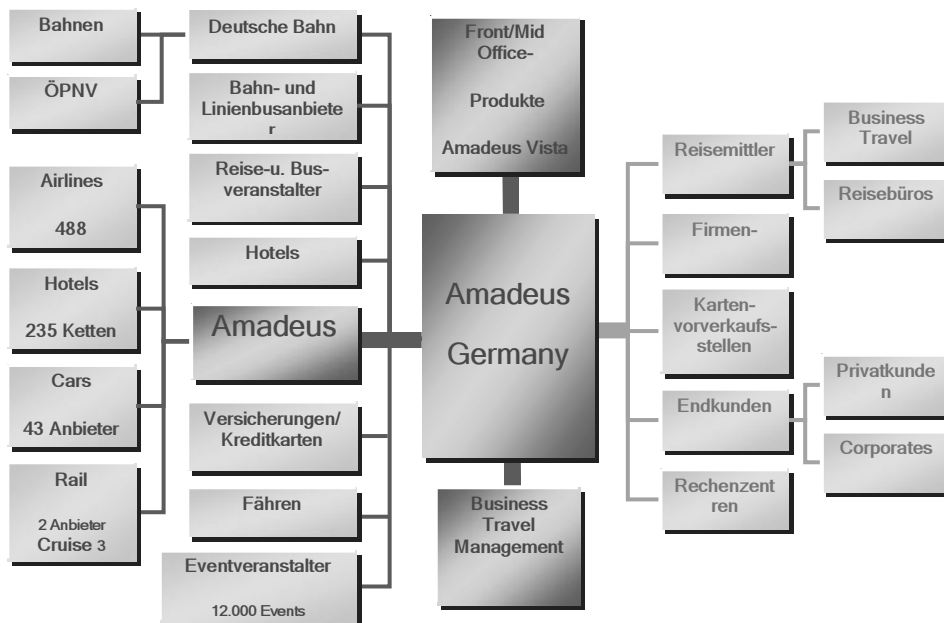 Bahnen
ÖPNV
Airlines
488
Hotels
235 Ketten
Cars
43 Anbieter
Rail
2 Anbieter
Cruise 3
Deutsche Bahn
Bahn- und
Linienbusanbiete
r
Reise-u. Bus-
veranstalter
Hotels
Amadeus
Versicherungen/
Kreditkarten
Fähren
Eventveranstalter
12.000 Events
Front/Mid
Office-
Produkte
Amadeus Vista
Amadeus
Germany
Business
Travel
Management
Reisemittler
Firmen-
Karten-
vorverkaufs-
stellen
Endkunden
Rechenzent
ren
Business
Travel
Reisebüros
Privatkunde
n
Corporates